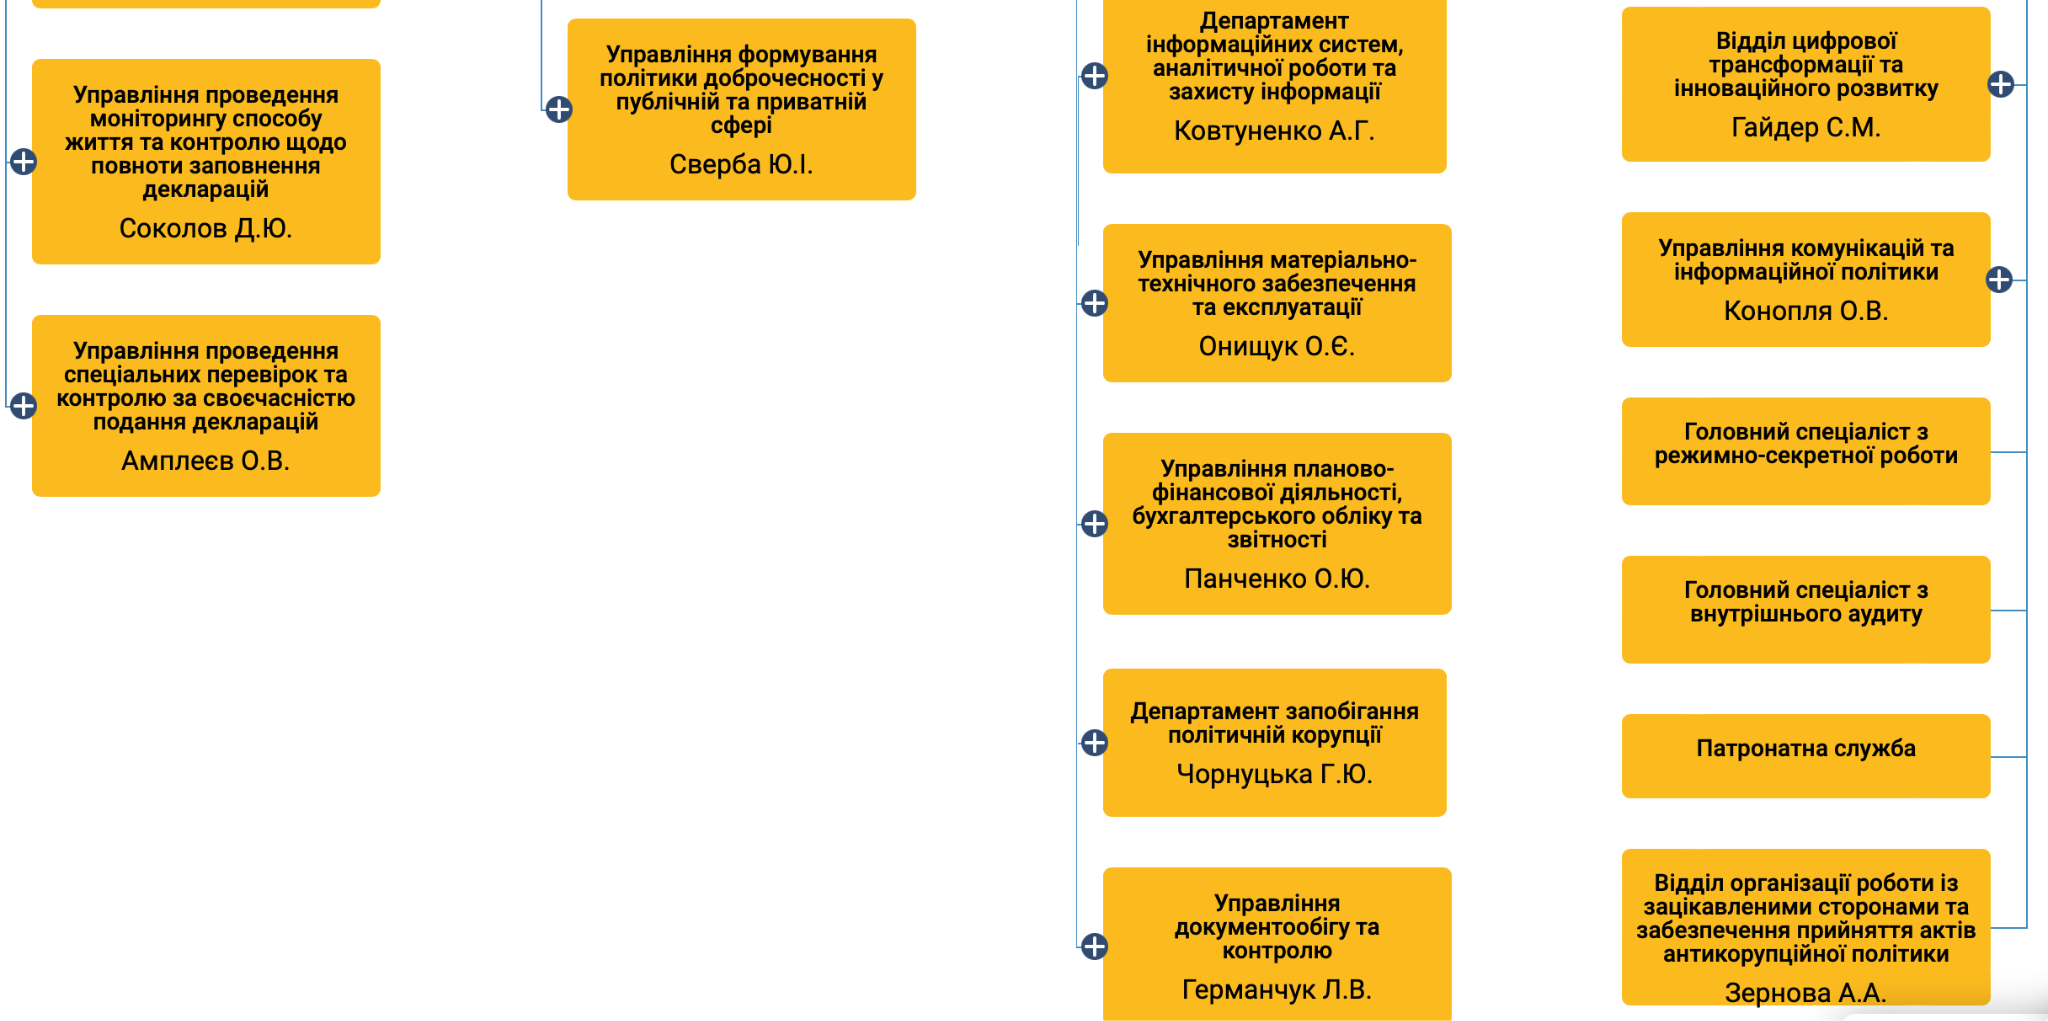 Управління проведення
моніторингу способу
життя та контролю щодо
повноти заповнення
декларацій
Соколов Д.Ю.
Управління проведення
спеціальних перевірок та
контролю за своєчасністю
подання декларацій
Амплеєв О.В.
Управління формування
політики доброчесності у
публічній та приватній
сфері
Сверба Ю.І.
Департамент
інформаційних систем,
аналітичної роботи та
захисту інформації
Ковтуненко А.Г.
Управління матеріально-
технічного забезпечення
та експлуатації
Онищук О.Є.
Управління планово-
фінансової діяльності,
бухгалтерського обліку та
звітності
Панченко О.Ю.
Департамент запобігання
політичній корупції
Чорнуцька Г.Ю.
Управління
документообігу та
контролю
Германчук Л.В.
Відділ цифрової
трансформації та
інноваційного розвитку
Гайдер С.М.
Управління комунікацій та
інформаційної політики
Конопля О.В.
Головний спеціаліст з
режимно-секретної роботи
Головний спеціаліст з
внутрішнього аудиту
Патронатна служба
Відділ організації роботи із
зацікавленими сторонами та
забезпечення прийняття актів
антикорупційної політики
Зернова А.А.